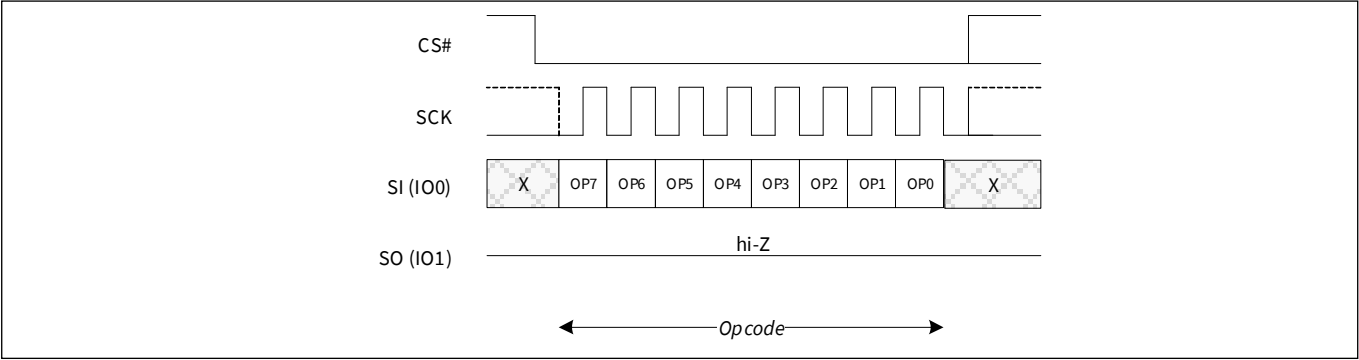 CS#
SCK
SI (IO0)
X OP7 OP6 OP5 OP4 OP3 OP2 OP1 OP0 X
hi-Z
SO (IO1)
Opcode